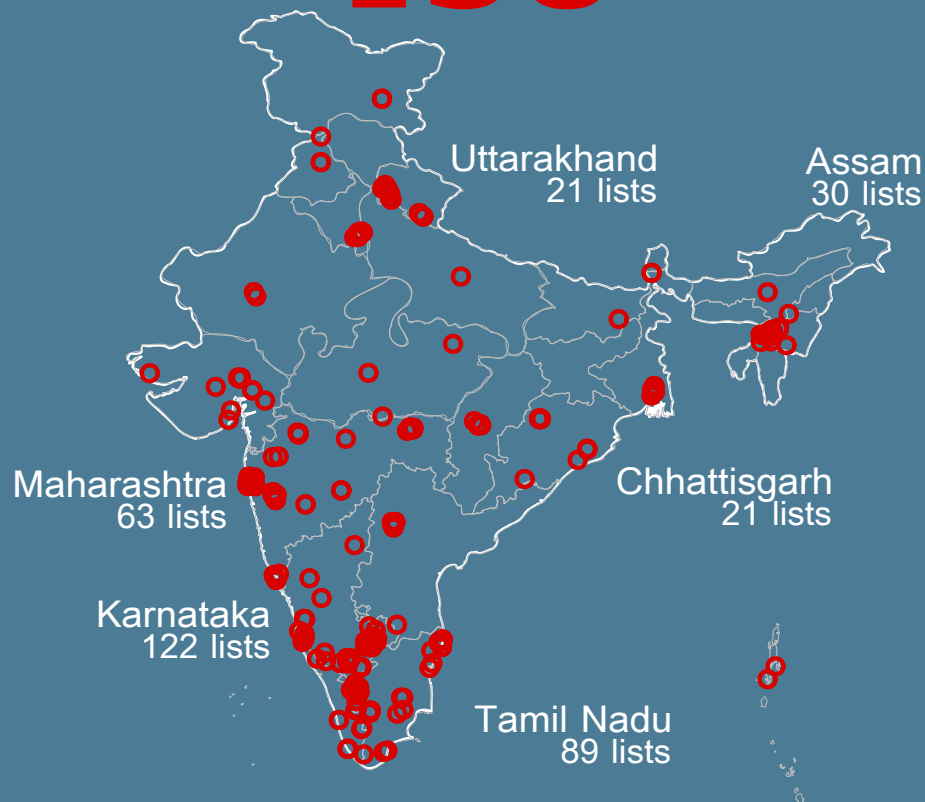 Uttarakhand
21 lists
Assam
30 lists
Maharashtra
63 lists
Chhattisgarh
21 lists
Karnataka
122 lists
Tamil Nadu
89 lists